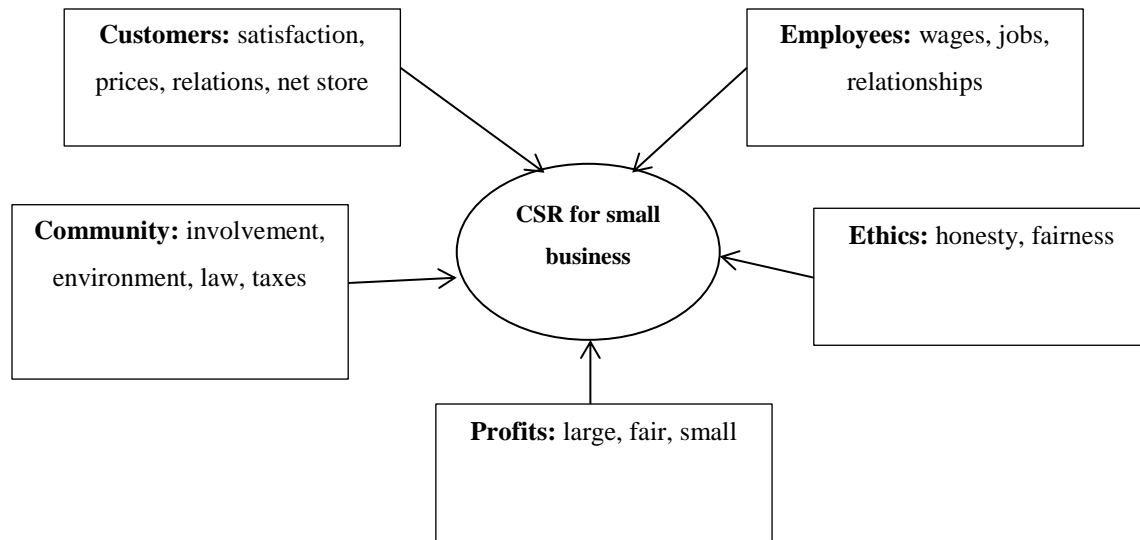 Customers: satisfaction,
prices, relations, net store
Employees: wages, jobs,
relationships
CSR for small
business
Community: involvement,
environment, law, taxes
Ethics: honesty, fairness
Profits: large, fair, small